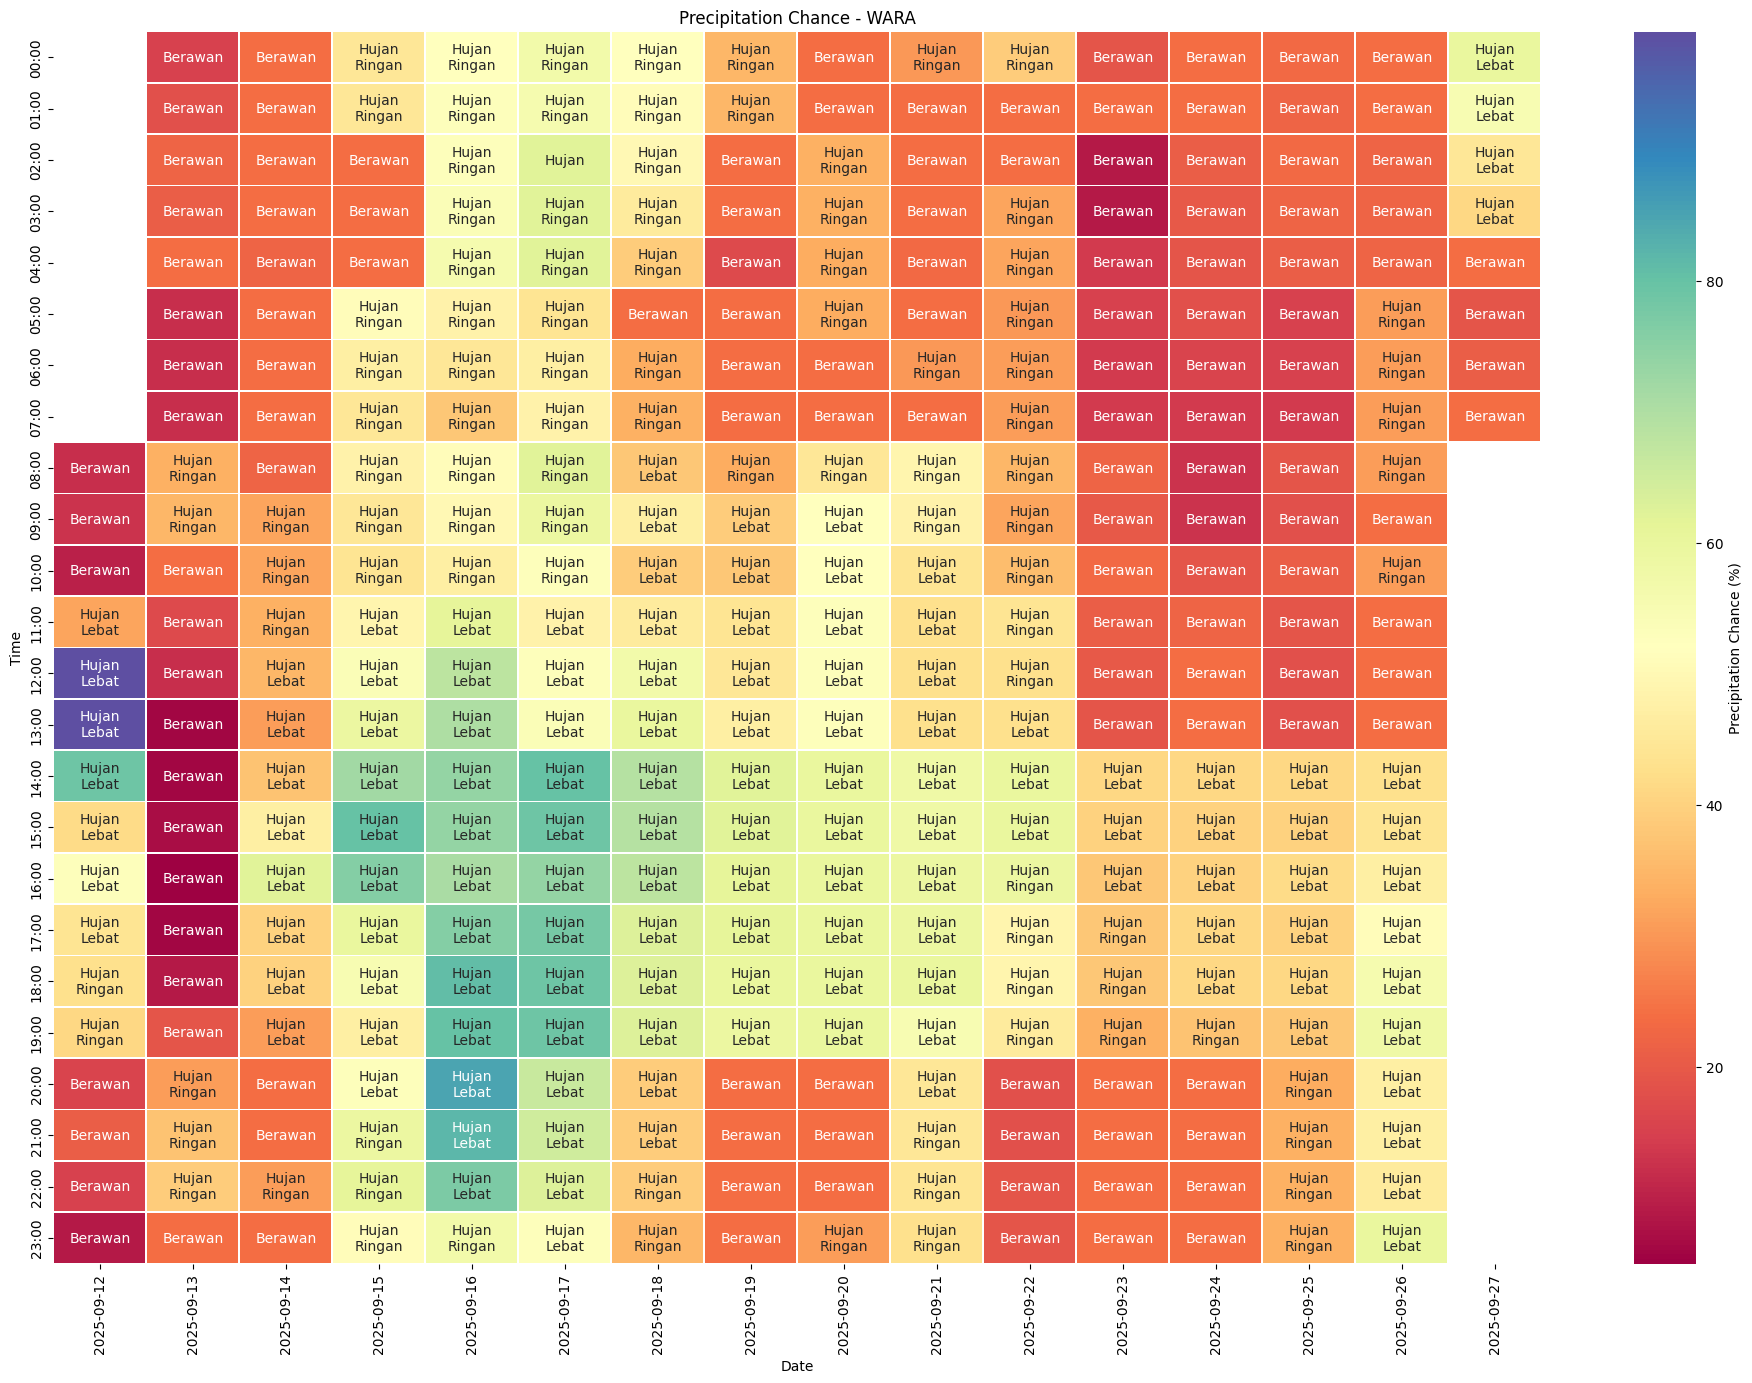 Precipitation Chance - WARA
00:00 Berawan Berawan Hujan Ringan Hujan Ringan Hujan Ringan Hujan Ringan Hujan Ringan Berawan Hujan Ringan Hujan Ringan Berawan Berawan Berawan Berawan Hujan Lebat
01:00 Berawan Berawan Hujan Ringan Hujan Ringan Hujan Ringan Hujan Ringan Hujan Ringan Berawan Berawan Berawan Berawan Berawan Berawan Berawan Hujan Lebat
02:00 Berawan Berawan Berawan Hujan Ringan Hujan Hujan Ringan Berawan Hujan Ringan Berawan Berawan Berawan Berawan Berawan Berawan Hujan Lebat
03:00 Berawan Berawan Berawan Hujan Ringan Hujan Ringan Hujan Ringan Berawan Hujan Ringan Berawan Hujan Ringan Berawan Berawan Berawan Berawan Hujan Lebat
04:00 Berawan Berawan Berawan Hujan Ringan Hujan Ringan Hujan Ringan Berawan Hujan Ringan Berawan Hujan Ringan Berawan Berawan Berawan Berawan Berawan
05:00 Berawan Berawan Hujan Ringan Hujan Ringan Hujan Ringan Berawan Berawan Hujan Ringan Berawan Hujan Ringan Berawan Berawan Berawan Hujan Ringan Berawan
06:00 Berawan Berawan Hujan Ringan Hujan Ringan Hujan Ringan Hujan Ringan Berawan Berawan Hujan Ringan Hujan Ringan Berawan Berawan Berawan Hujan Ringan Berawan
07:00 Berawan Berawan Hujan Ringan Hujan Ringan Hujan Ringan Hujan Ringan Berawan Berawan Berawan Hujan Ringan Berawan Berawan Berawan Hujan Ringan Berawan
08:00 Berawan Hujan Ringan Berawan Hujan Ringan Hujan Ringan Hujan Ringan Hujan Lebat Hujan Ringan Hujan Ringan Hujan Ringan Hujan Ringan Berawan Berawan Berawan Hujan Ringan
09:00 Berawan Hujan Ringan Hujan Ringan Hujan Ringan Hujan Ringan Hujan Ringan Hujan Lebat Hujan Lebat Hujan Lebat Hujan Ringan Hujan Ringan Berawan Berawan Berawan Berawan
10:00 Berawan Berawan Hujan Ringan Hujan Ringan Hujan Ringan Hujan Ringan Hujan Lebat Hujan Lebat Hujan Lebat Hujan Lebat Hujan Ringan Berawan Berawan Berawan Hujan Ringan
11:00 Hujan Lebat Berawan Hujan Ringan Hujan Lebat Hujan Lebat Hujan Lebat Hujan Lebat Hujan Lebat Hujan Lebat Hujan Lebat Hujan Ringan Berawan Berawan Berawan Berawan
12:00 Hujan Lebat Berawan Hujan Lebat Hujan Lebat Hujan Lebat Hujan Lebat Hujan Lebat Hujan Lebat Hujan Lebat Hujan Lebat Hujan Ringan Berawan Berawan Berawan Berawan
13:00 Hujan Lebat Berawan Hujan Lebat Hujan Lebat Hujan Lebat Hujan Lebat Hujan Lebat Hujan Lebat Hujan Lebat Hujan Lebat Hujan Lebat Berawan Berawan Berawan Berawan
14:00 Hujan Lebat Berawan Hujan Lebat Hujan Lebat Hujan Lebat Hujan Lebat Hujan Lebat Hujan Lebat Hujan Lebat Hujan Lebat Hujan Lebat Hujan Lebat Hujan Lebat Hujan Lebat Hujan Lebat
15:00 Hujan Lebat Berawan Hujan Lebat Hujan Lebat Hujan Lebat Hujan Lebat Hujan Lebat Hujan Lebat Hujan Lebat Hujan Lebat Hujan Lebat Hujan Lebat Hujan Lebat Hujan Lebat Hujan Lebat
16:00 Hujan Lebat Berawan Hujan Lebat Hujan Lebat Hujan Lebat Hujan Lebat Hujan Lebat Hujan Lebat Hujan Lebat Hujan Lebat Hujan Ringan Hujan Lebat Hujan Lebat Hujan Lebat Hujan Lebat
17:00 Hujan Lebat Berawan Hujan Lebat Hujan Lebat Hujan Lebat Hujan Lebat Hujan Lebat Hujan Lebat Hujan Lebat Hujan Lebat Hujan Ringan Hujan Ringan Hujan Lebat Hujan Lebat Hujan Lebat
18:00 Hujan Ringan Berawan Hujan Lebat Hujan Lebat Hujan Lebat Hujan Lebat Hujan Lebat Hujan Lebat Hujan Lebat Hujan Lebat Hujan Ringan Hujan Ringan Hujan Lebat Hujan Lebat Hujan Lebat
19:00 Hujan Ringan Berawan Hujan Lebat Hujan Lebat Hujan Lebat Hujan Lebat Hujan Lebat Hujan Lebat Hujan Lebat Hujan Lebat Hujan Ringan Hujan Ringan Hujan Ringan Hujan Lebat Hujan Lebat
20:00 Berawan Hujan Ringan Berawan Hujan Lebat Hujan Lebat Hujan Lebat Hujan Lebat Berawan Berawan Hujan Lebat Berawan Berawan Berawan Hujan Ringan Hujan Lebat
21:00 Berawan Hujan Ringan Berawan Hujan Ringan Hujan Lebat Hujan Lebat Hujan Lebat Berawan Berawan Hujan Ringan Berawan Berawan Berawan Hujan Ringan Hujan Lebat
22:00 Berawan Hujan Ringan Hujan Ringan Hujan Ringan Hujan Lebat Hujan Lebat Hujan Ringan Berawan Berawan Hujan Ringan Berawan Berawan Berawan Hujan Ringan Hujan Lebat
23:00 Berawan Berawan Berawan Hujan Ringan Hujan Ringan Hujan Lebat Hujan Ringan Berawan Hujan Ringan Hujan Ringan Berawan Berawan Berawan Hujan Ringan Hujan Lebat
Time
2025-09-12 2025-09-13 2025-09-14 2025-09-15 2025-09-16 2025-09-17 2025-09-18 2025-09-19 2025-09-20 2025-09-21 2025-09-22 2025-09-23 2025-09-24 2025-09-25 2025-09-26 2025-09-27
Date
80
60
40
20
Precipitation Chance (%)